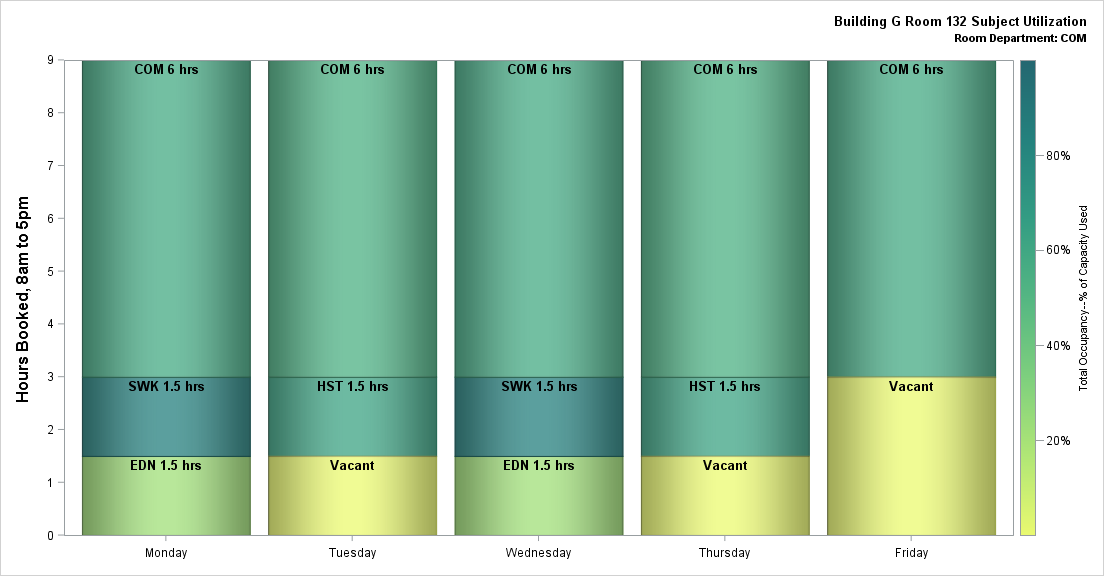 Building G Room 132 Subject Utilization
Room Department: COM
Hours Booked, 8am to 5pm
9
8
7
6
5
4
3
2
1
0
COM 6 hrs
SWK 1.5 hrs
EDN 1.5 hrs
COM 6 hrs
HST 1.5 hrs
Vacant
COM 6 hrs
SWK 1.5 hrs
EDN 1.5 hrs
COM 6 hrs
HST 1.5 hrs
Vacant
COM 6 hrs
Vacant
Monday
Tuesday
Wednesday
Thursday
Friday
80%
60%
40%
20%
Total Occupancy--% of Capacity Used